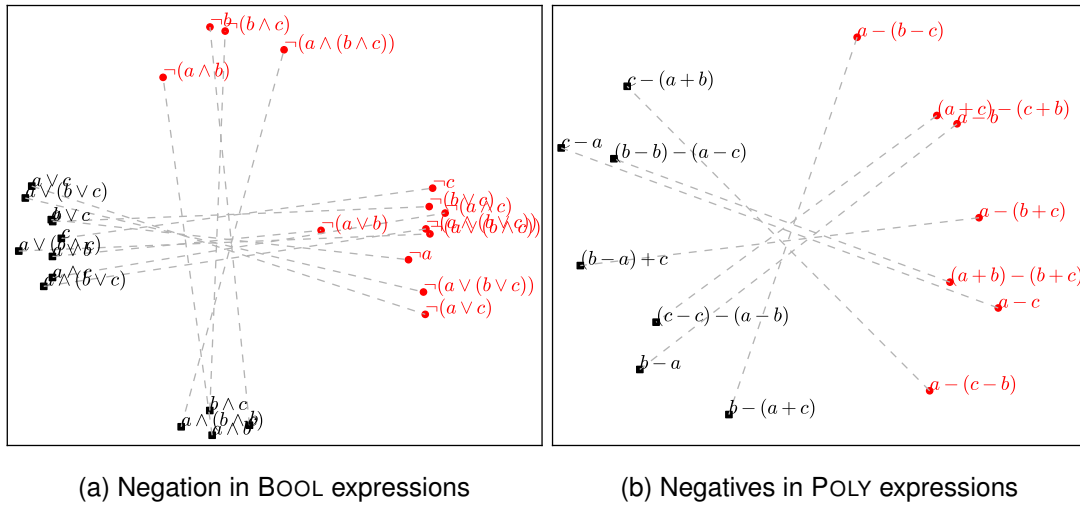 ¬b
¬(b ∧ c)
¬(a ∧ (b ∧ c))
¬(a ∧ b)
a ∨ c
a ∨ (b ∨ c)
b ∨ c
c
a ∨ b
a ∧ c
a ∧ (b ∨ c)
¬c
¬(b ∨ c)
¬(a ∧ c)
¬(a ∨ b)
¬(a ∨ (b ∧ c))
¬a
¬(a ∨ (b ∨ c))
¬(a ∨ c)
b ∧ c
a ∧ (b ∧ c)
b
a ∧ b
a − (b − c)
c − (a + b)
(a + c) − (c + b)
a − b
c − a
(b − b) − (a − c)
a − (b + c)
(b − a) + c
(a + b) − (b + c)
a − c
(c − c) − (a − b)
b − a
a − (c − b)
b − (a + c)
(a) Negation in BOOL expressions
(b) Negatives in POLY expressions